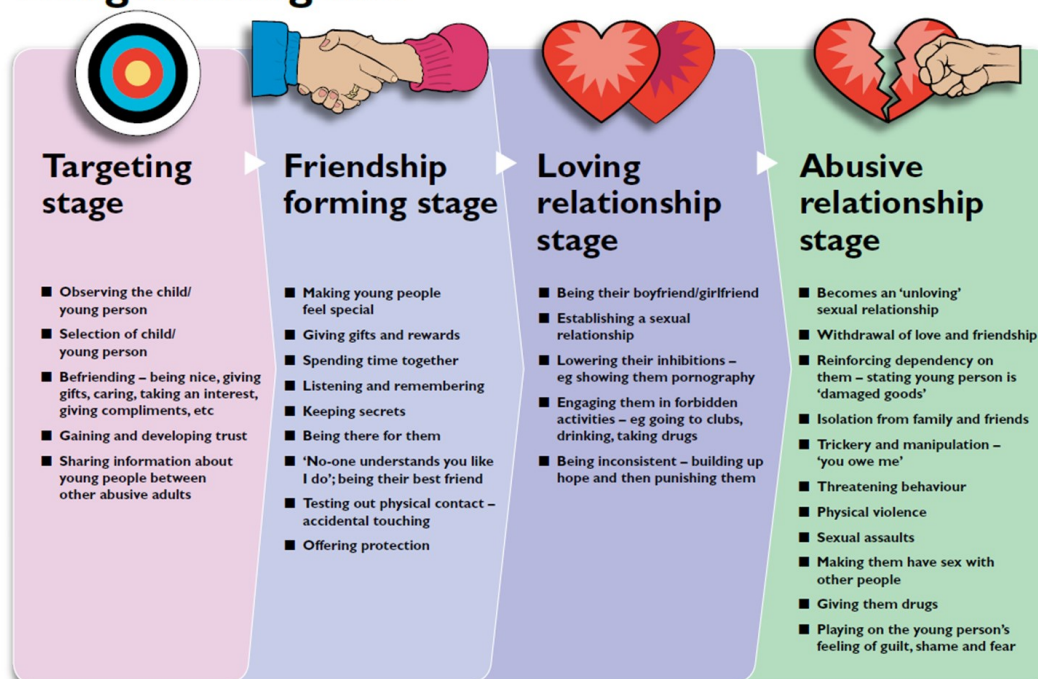 Targeting
stage
■ Observing the child/
young person
■ Selection of child/
young person
■ Befriending – being nice, giving
gifts, caring, taking an interest,
giving compliments, etc
■ Gaining and developing trust
■ Sharing information about
young people between
other abusive adults
Friendship
forming stage
■ Making young people
feel special
■ Giving gifts and rewards
■ Spending time together
■ Listening and remembering
■ Keeping secrets
■ Being there for them
■ ‘No-one understands you like
I do’; being their best friend
■ Testing out physical contact –
accidental touching
■ Offering protection
Loving
relationship
stage
■ Being their boyfriend/girlfriend
■ Establishing a sexual
relationship
■ Lowering their inhibitions –
eg showing them pornography
■ Engaging them in forbidden
activities – eg going to clubs,
drinking, taking drugs
■ Being inconsistent – building up
hope and then punishing them
Abusive
relationship
stage
■ Becomes an ‘unloving’
sexual relationship
■ Withdrawal of love and friendship
■ Reinforcing dependency on
them – stating young person is
‘damaged goods’
■ Isolation from family and friends
■ Trickery and manipulation –
‘you owe me’
■ Threatening behaviour
■ Physical violence
■ Sexual assaults
■ Making them have sex with
other people
■ Giving them drugs
■ Playing on the young person’s
feeling of guilt, shame and fear